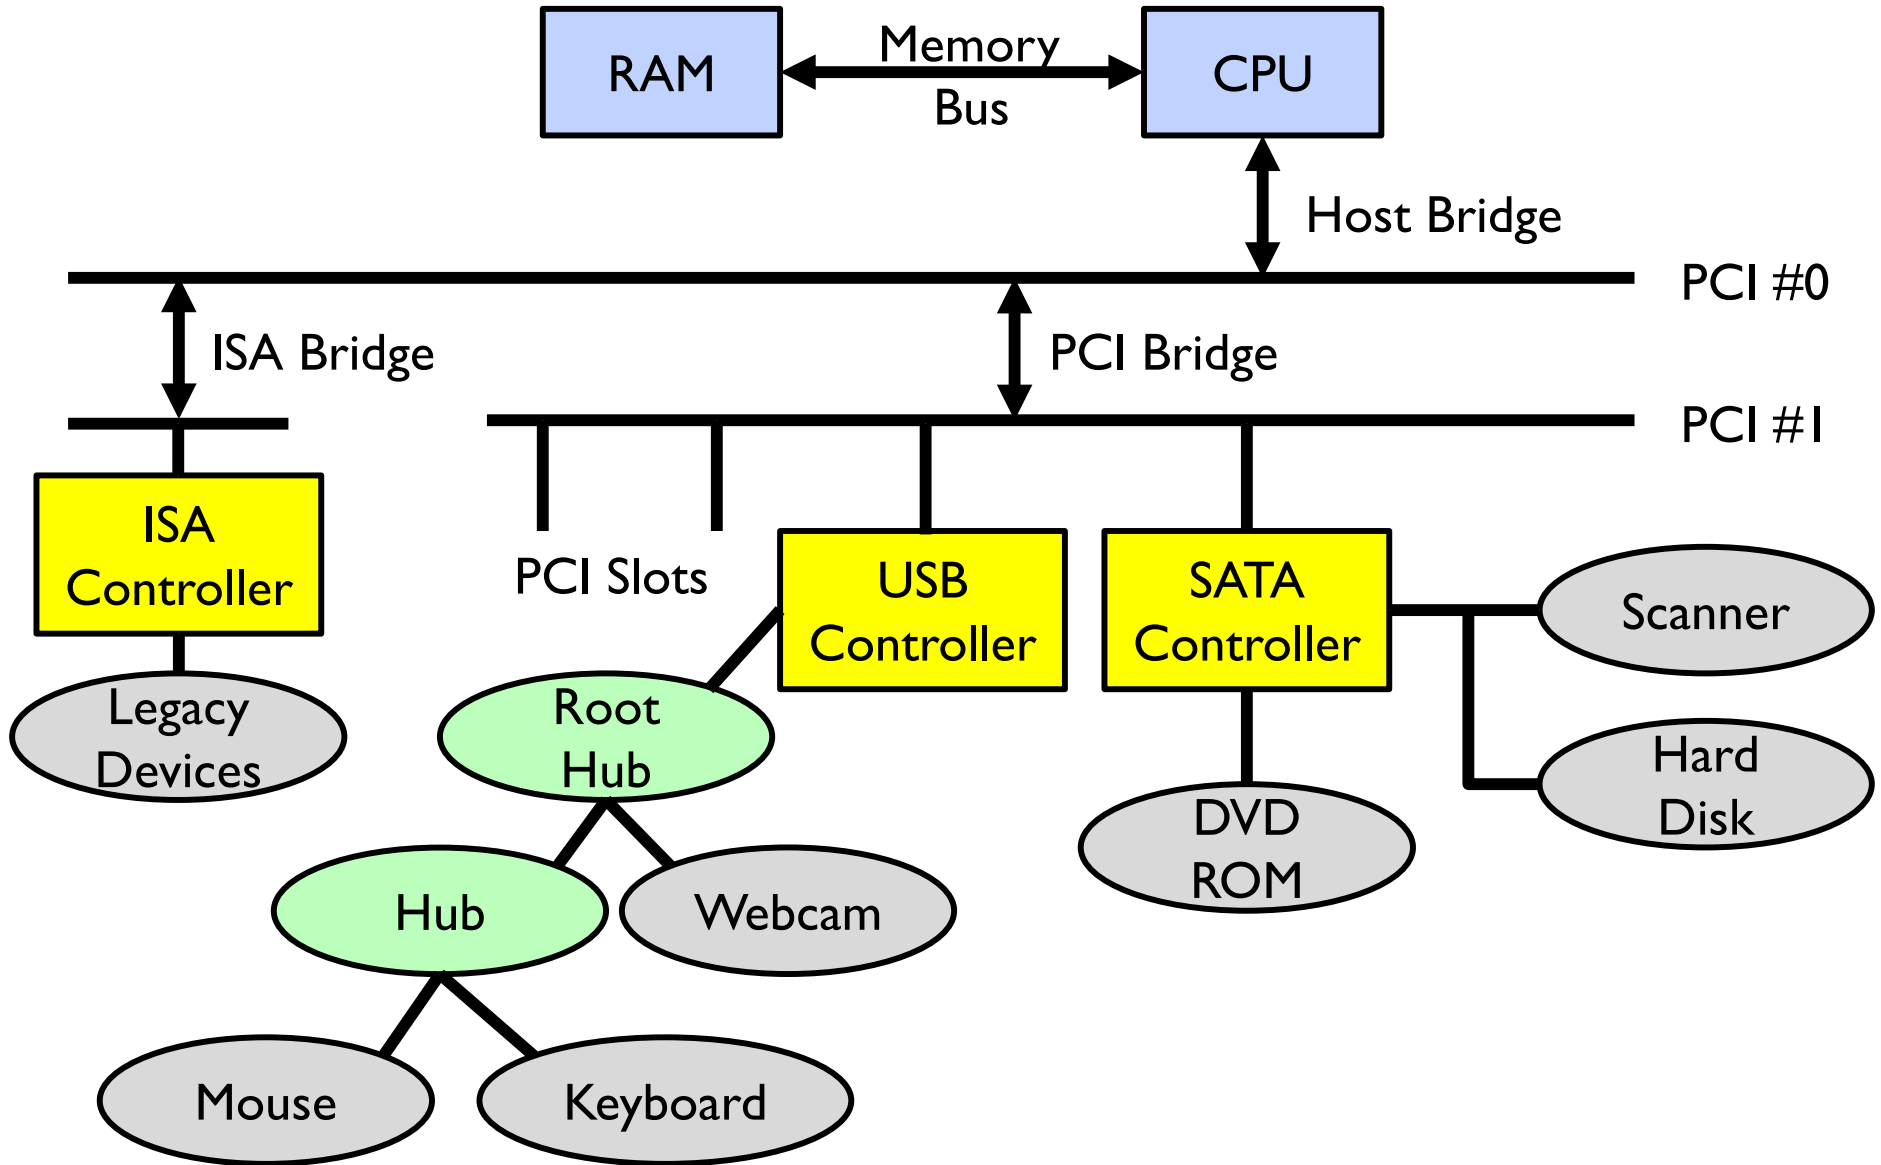 RAM
Memory
Bus
CPU
Host Bridge
PCI #0
ISA Bridge
PCI Bridge
PCI #1
ISA
Controller
PCI Slots
USB
Controller
SATA
Controller
Scanner
Legacy
Devices
Root
Hub
Hard
Disk
DVD
ROM
Hub
Webcam
Mouse
Keyboard